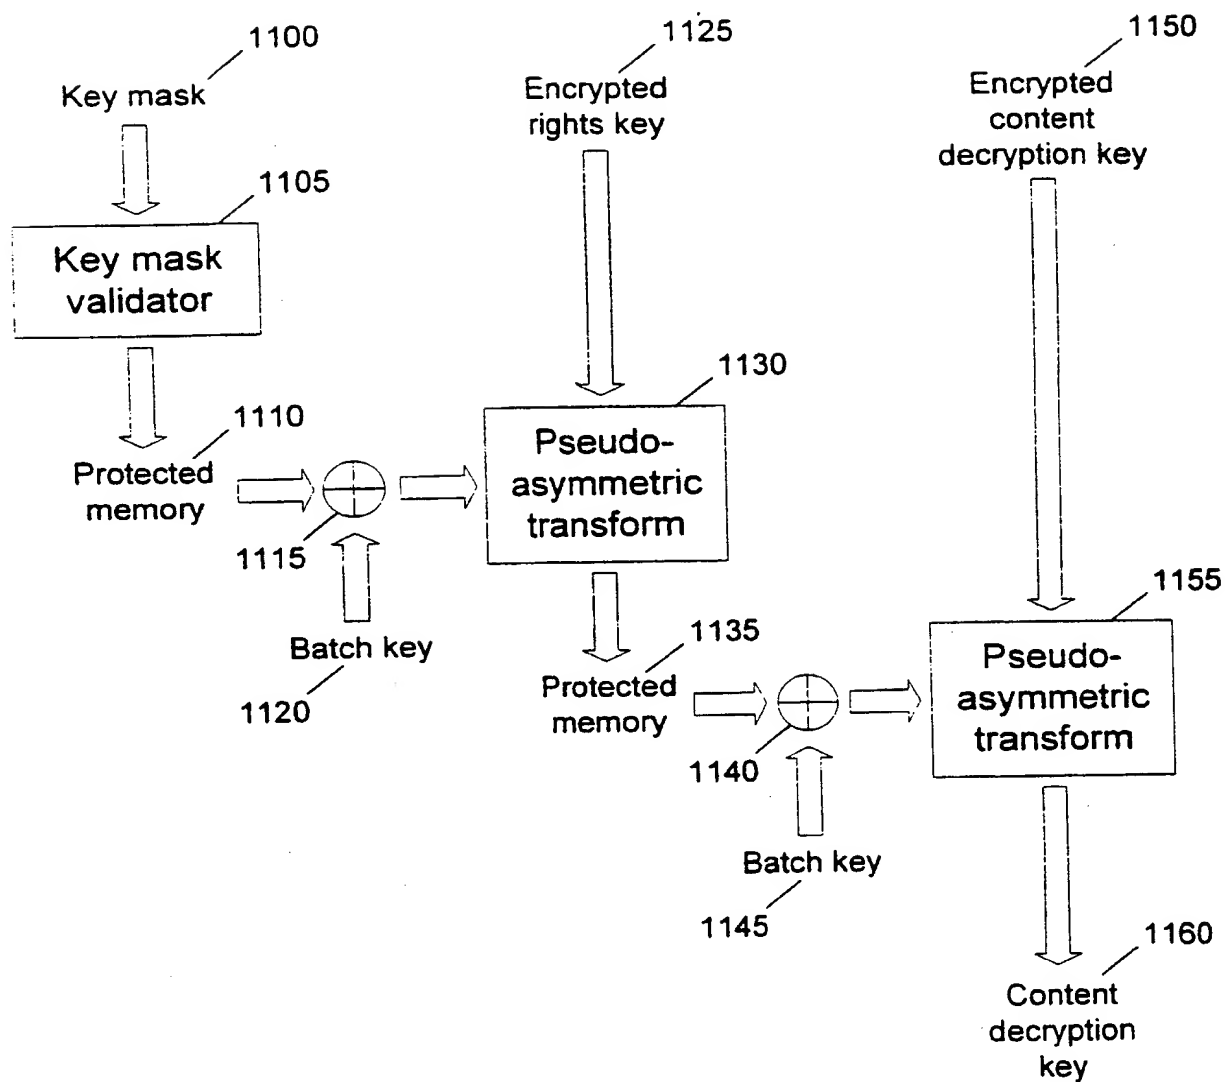 1100
Key mask
1105
Key mask
validator
1110
Protected
memory
1115
Batch key
1120
1125
Encrypted
rights key
1130
Pseudo-
asymmetric
transform
1135
Protected
memory
1140
Batch key
1145
1150
Encrypted
content
decryption key
1155
Pseudo-
asymmetric
transform
1160
Content
decryption
key